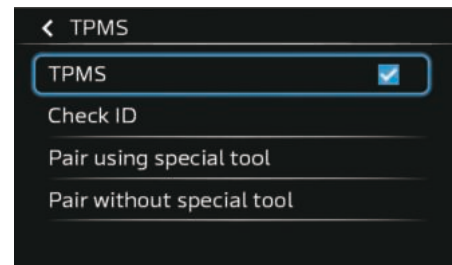 TPMS
TPMS
Check ID
Pair using special tool
Pair without special tool